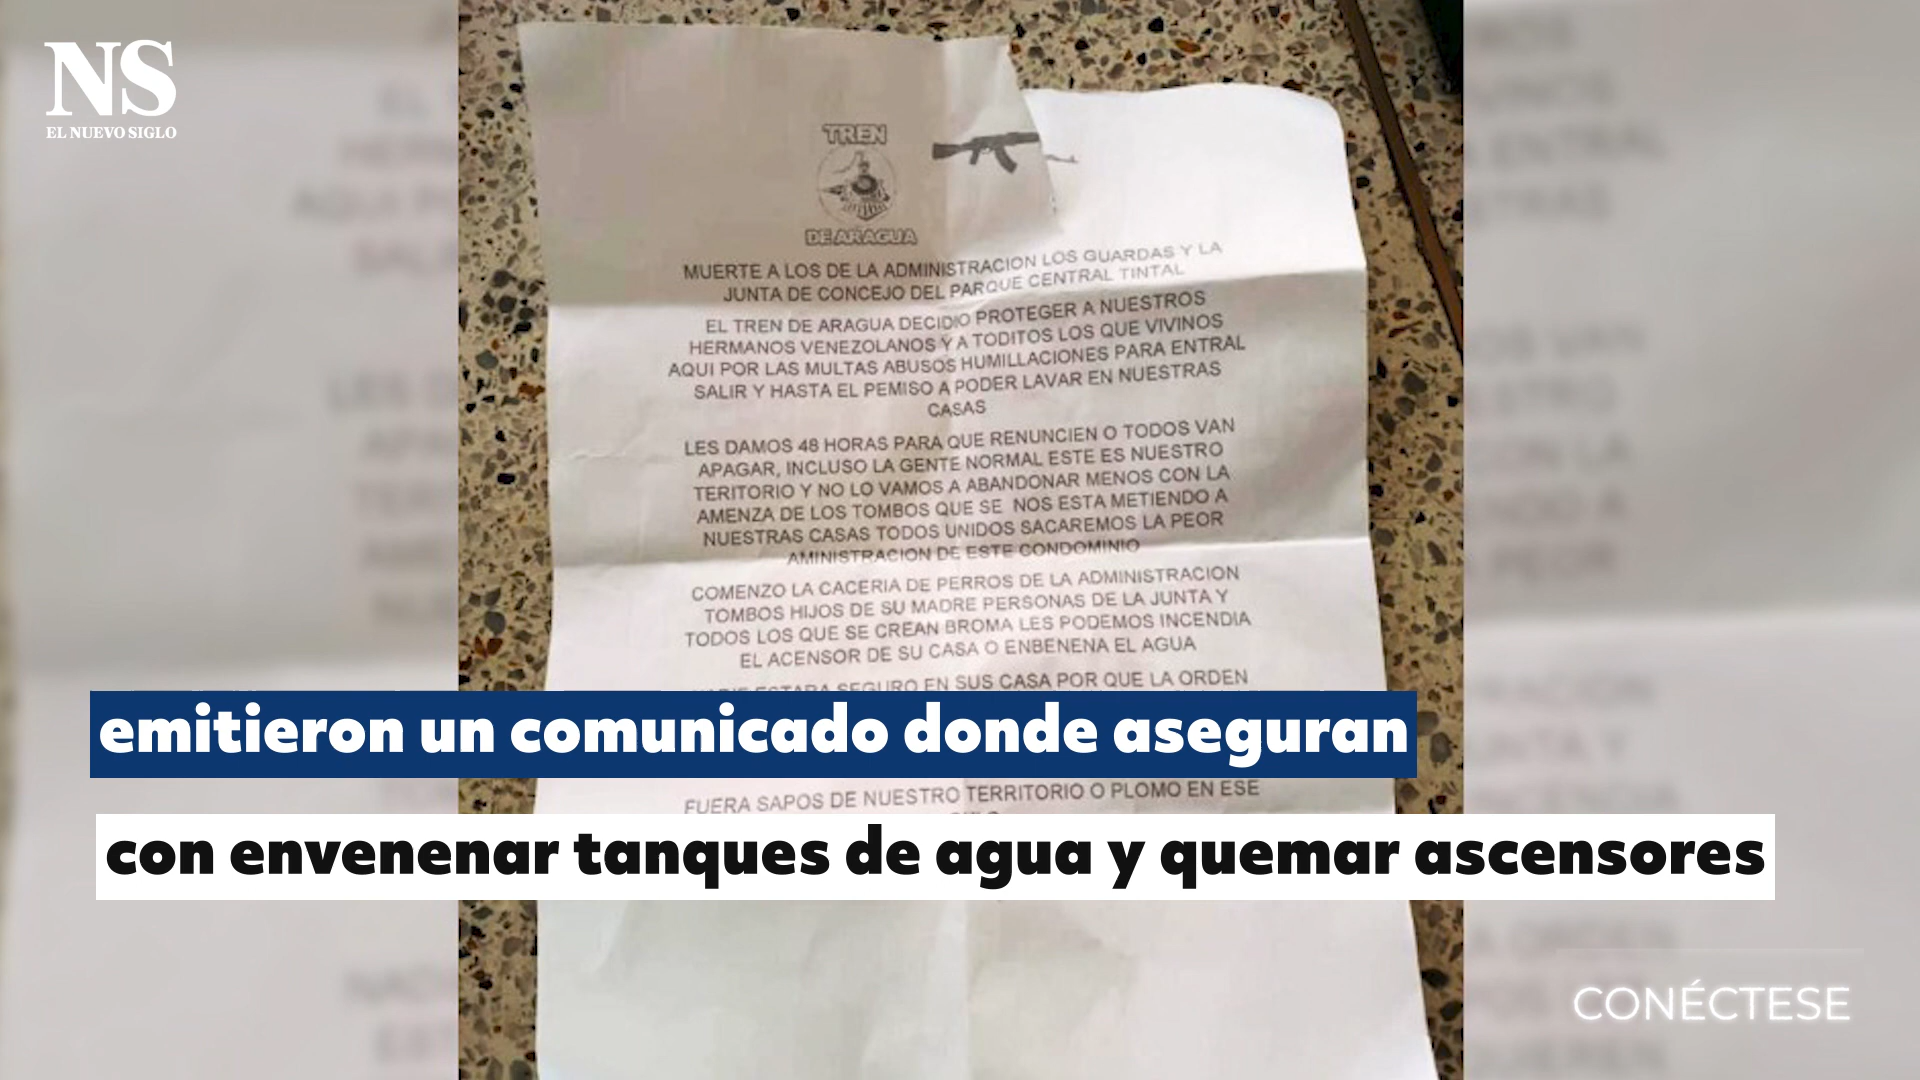 NS
EL NUEVO SIGLO
TREN
DE ARAGUA
MUERTE A LOS DE LA ADMINISTRACION LOS GUARDAS Y LA
JUNTA DE CONCEJO DEL PARQUE CENTRAL TINTAL
EL TREN DE ARAGUA DECIDIO PROTEGER A NUESTROS
HERMANOS VENEZOLANOS Y A TODITOS LOS QUE VIVINOS
AQUI POR LAS MULTAS ABUSOS HUMILLACIONES PARA ENTRAL
SALIR Y HASTA EL PEMISO A PODER LAVAR EN NUESTRAS
CASAS
LES DAMOS 48 HORAS PARA QUE RENUNCIEN O TODOS VAN
APAGAR, INCLUSO LA GENTE NORMAL ESTE ES NUESTRO
TERITORIO Y NO LO VAMOS A ABANDONAR MENOS CON LA
AMENZA DE LOS TOMBOS QUE SE NOS ESTA METIENDO A
NUESTRAS CASAS TODOS UNIDOS SACAREMOS LA PEOR
AMINISTRACION DE ESTE CONDOMINIO
COMENZO LA CACERIA DE PERROS DE LA ADMINISTRACION
TOMBOS HIJOS DE SU MADRE PERSONAS DE LA JUNTA Y
TODOS LOS QUE SE CREAN BROMA LES PODEMOS INCENDIA
EL ACENSOR DE SU CASA O ENBENENA EL AGUA
NADIE ESTARA SEGURO EN SUS CASA POR QUE LA ORDEN
emitieron un comunicado donde aseguran
FUERA SAPOS DE NUESTRO TERRITORIO O PLOMO EN ESE
con envenenar tanques de agua y quemar ascensores
CONÉCTESE